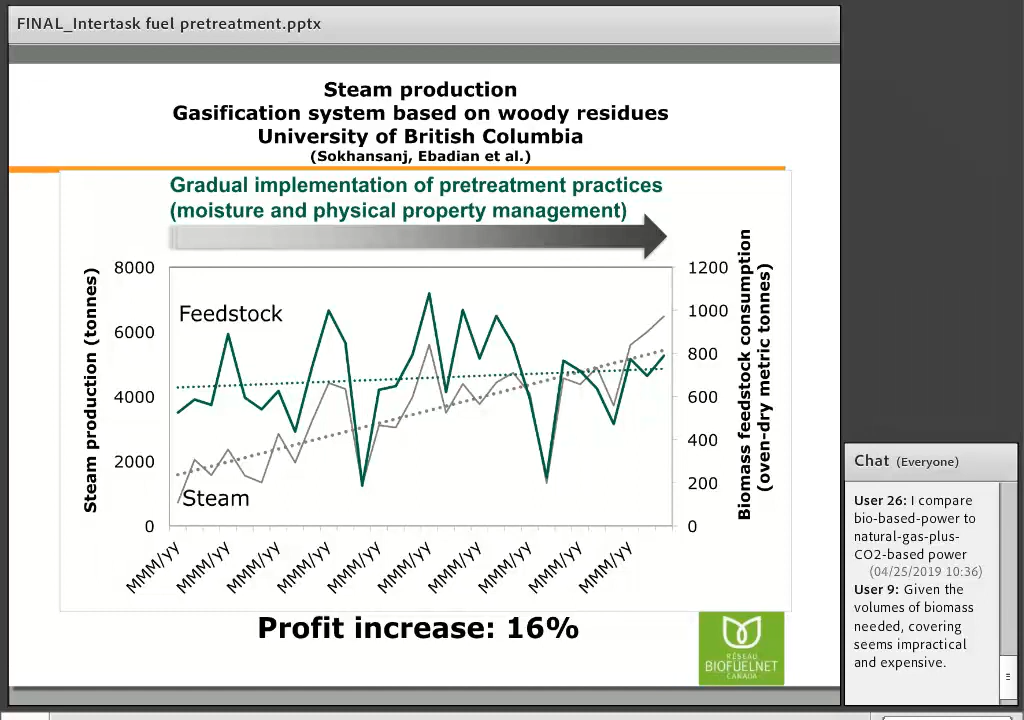 FINAL_Intertask fuel pretreatment.pptx
Steam production
Gasification system based on woody residues
University of British Columbia
(Sokhansanj, Ebadian et al.)
Gradual implementation of pretreatment practices
(moisture and physical property management)
Steam production (tonnes)
8000
6000
4000
2000
0
Feedstock
Steam
1200
1000
800
600
400
200
0
Biomass feedstock consumption
(oven-dry metric tonnes)
MMM/yy
MMM/yy
MMM/yy
MMM/yy
MMM/yy
MMM/yy
MMM/yy
MMM/yy
MMM/yy
MMM/yy
Profit increase: 16%
RÉSEAU
BIOFUELNET
CANADA
Chat (Everyone)
User 26: I compare
bio-based-power to
natural-gas-plus-
CO2-based power
(04/25/2019 10:36)
User 9: Given the
volumes of biomass
needed, covering
seems impractical
and expensive.